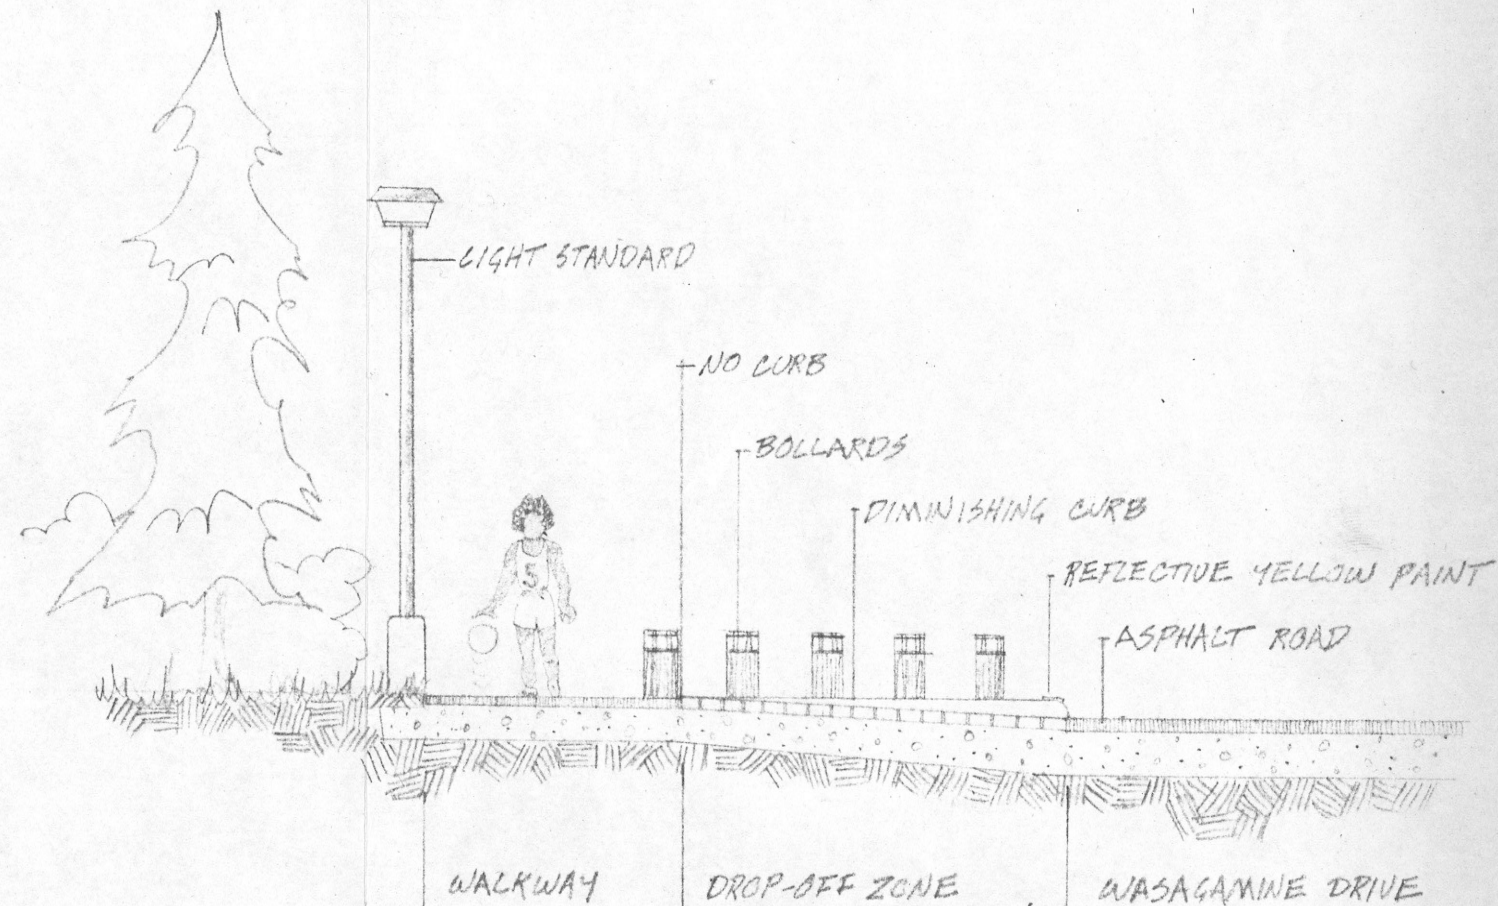 LIGHT STANDARD
NO CURB
BOLLARDS
DIMINISHING CURB
5
REFLECTIVE YELLOW PAINT
ASPHALT ROAD
WALKWAY
DROP-OFF ZONE
WASAGAMINE DRIVE